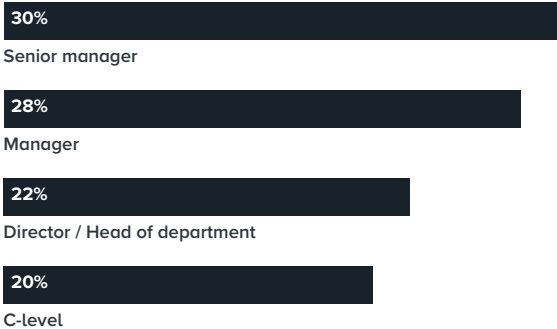 30%
Senior manager
28%
Manager
22%
Director / Head of department
20%
C-level